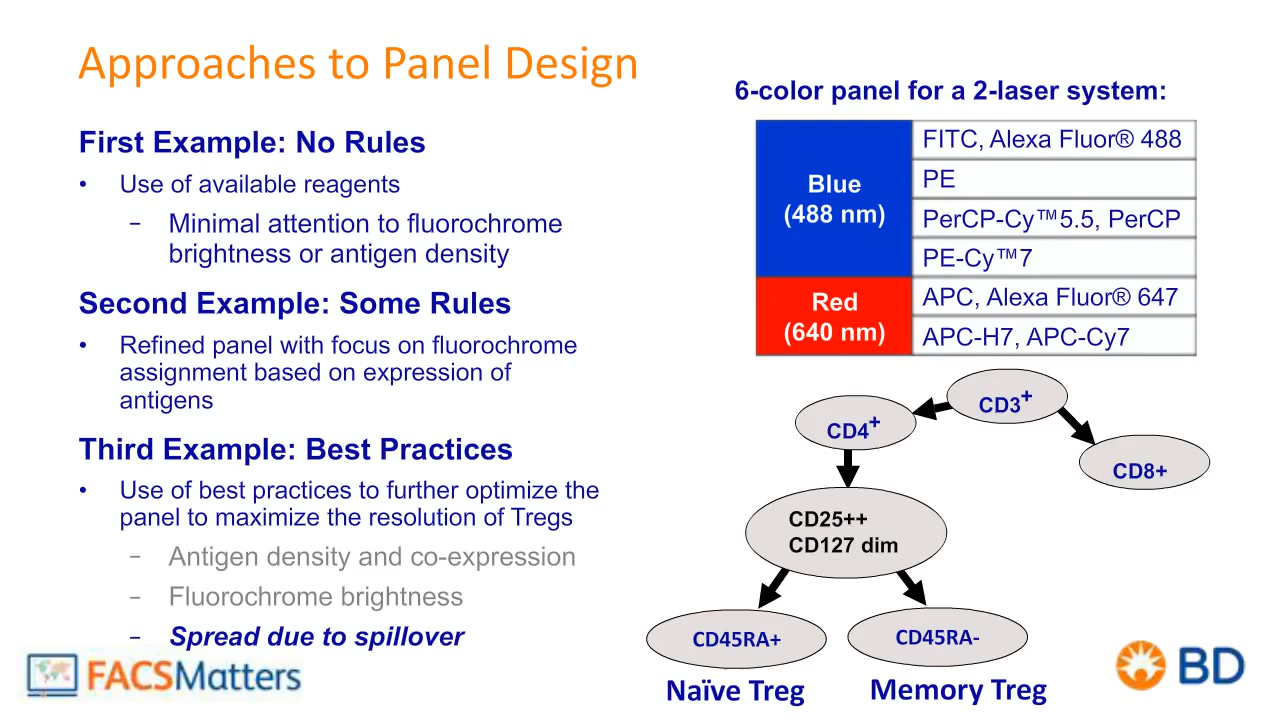 Approaches to Panel Design
First Example: No Rules
• Use of available reagents
− Minimal attention to fluorochrome
brightness or antigen density
Second Example: Some Rules
• Refined panel with focus on fluorochrome
assignment based on expression of
antigens
Third Example: Best Practices
• Use of best practices to further optimize the
panel to maximize the resolution of Tregs
− Antigen density and co-expression
− Fluorochrome brightness
− Spread due to spillover
FACSMatters
6-color panel for a 2-laser system:
Blue
(488 nm)
FITC, Alexa Fluor® 488
PE
PerCP-Cy™5.5, PerCP
PE-Cy™7
Red
(640 nm)
APC, Alexa Fluor® 647
APC-H7, APC-Cy7
CD3+
CD4+
CD8+
CD25++
CD127 dim
CD45RA+
CD45RA-
Naïve Treg
Memory Treg
BD